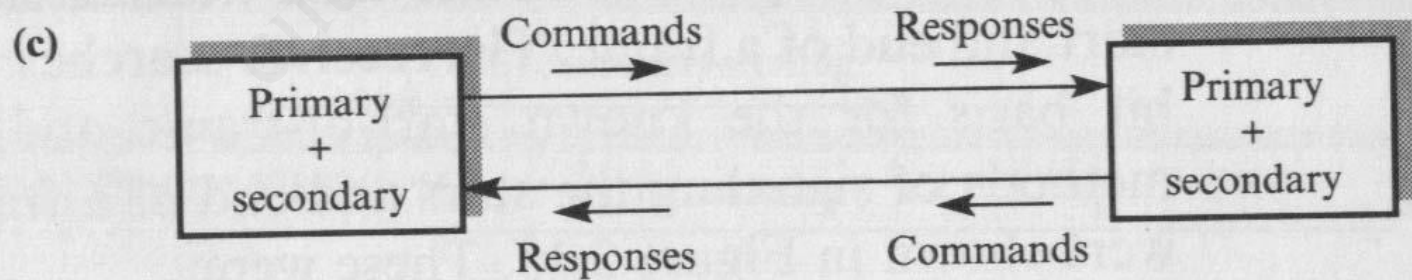 (c)
Commands Responses
Primary
+
secondary
Primary
+
secondary
Responses Commands